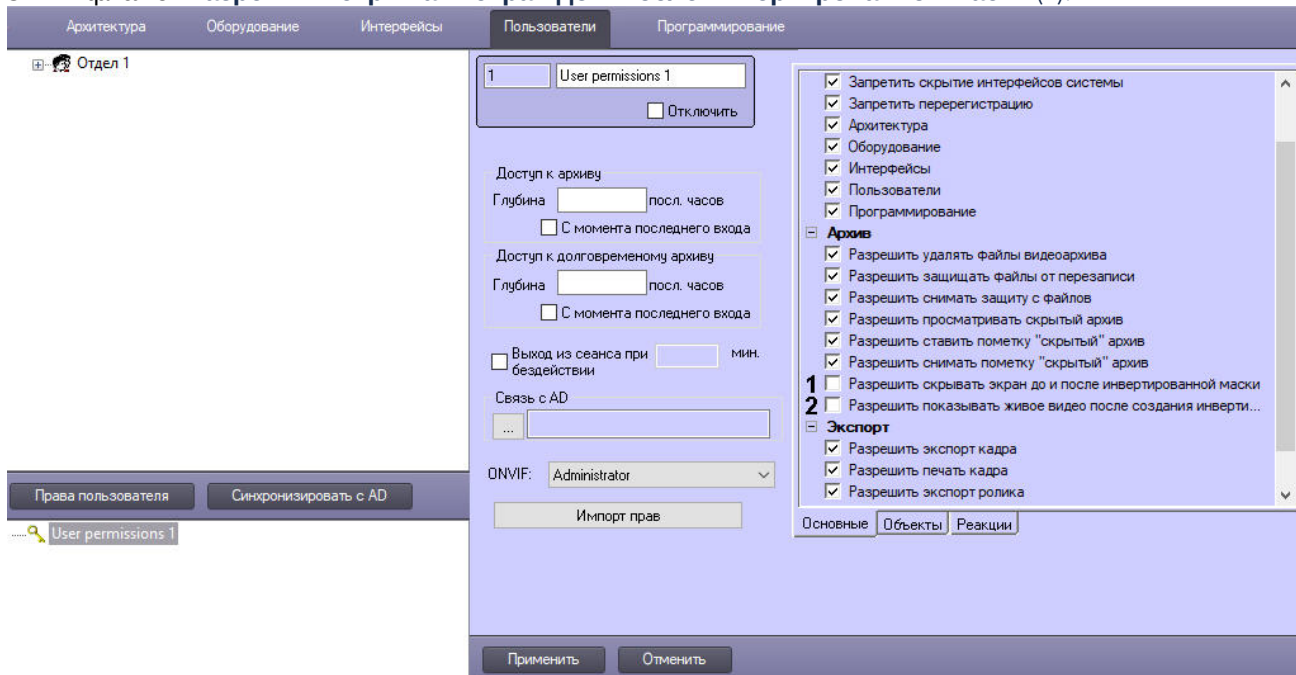 Архитектура Оборудование Интерфейсы Пользователи Программирование
Отдел 1
1 User permissions 1
Отключить
Доступ к архиву
Глубина посл. часов
С момента последнего входа
Доступ к долговременому архиву
Глубина посл. часов
С момента последнего входа
Выход из сеанса при бездействии мин.
Связь с AD
...
ONVIF: Administrator
Импорт прав
Запретить скрытие интерфейсов системы
Запретить перерегистрацию
Архитектура
Оборудование
Интерфейсы
Пользователи
Программирование
Архив
Разрешить удалять файлы видеоархива
Разрешить защищать файлы от перезаписи
Разрешить снимать защиту с файлов
Разрешить просматривать скрытый архив
Разрешить ставить пометку "скрытый" архив
Разрешить снимать пометку "скрытый" архив
1 Разрешить скрывать экран до и после инвертированной маски
2 Разрешить показывать живое видео после создания инверти...
Экспорт
Разрешить экспорт кадра
Разрешить печать кадра
Разрешить экспорт ролика
Основные Объекты Реакции
Права пользователя Синхронизировать с AD
User permissions 1
Применить Отменить